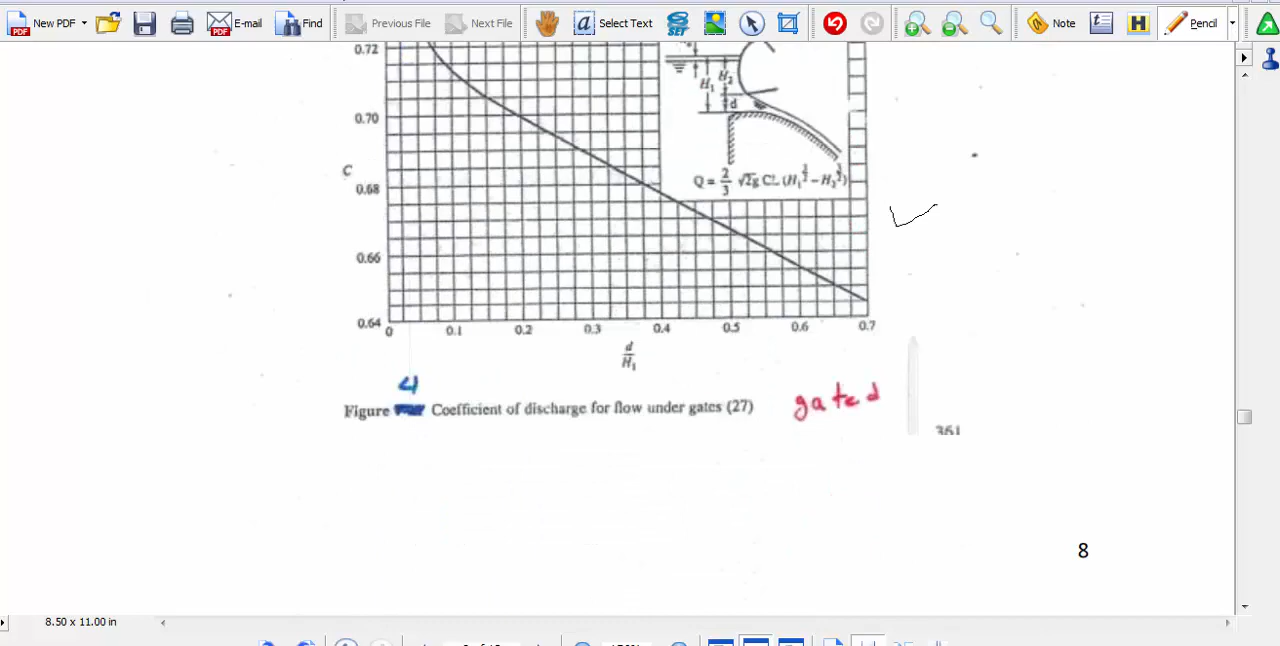 New PDF
E-mail
Find
Previous File
Next File
Select Text
SET
Note
H
Pencil
0.72
0.70
C
0.68
0.66
0.64
H₁ H₂
d
Q = 2/3 √2g CL (H₁^3/2 - H₂^3/2)
0 0.1 0.2 0.3 0.4 0.5 0.6 0.7
d
H₁
4
Figure Coefficient of discharge for flow under gates (27) gated
361
8
8.50 x 11.00 in